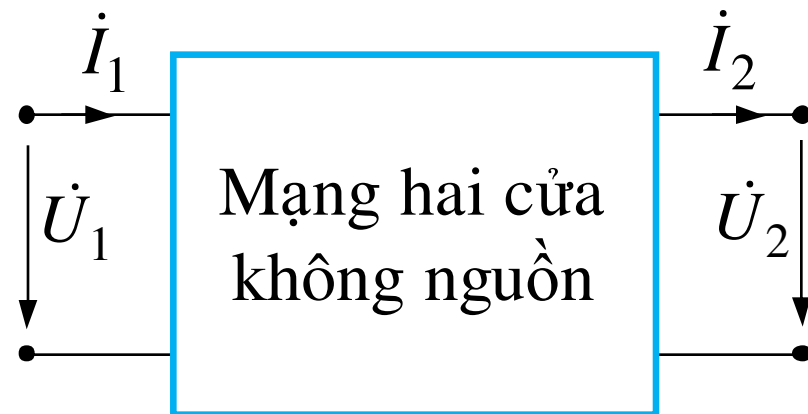 İ₁ İ₂
U̇₁ Mạng hai cửa U̇₂
không nguồn